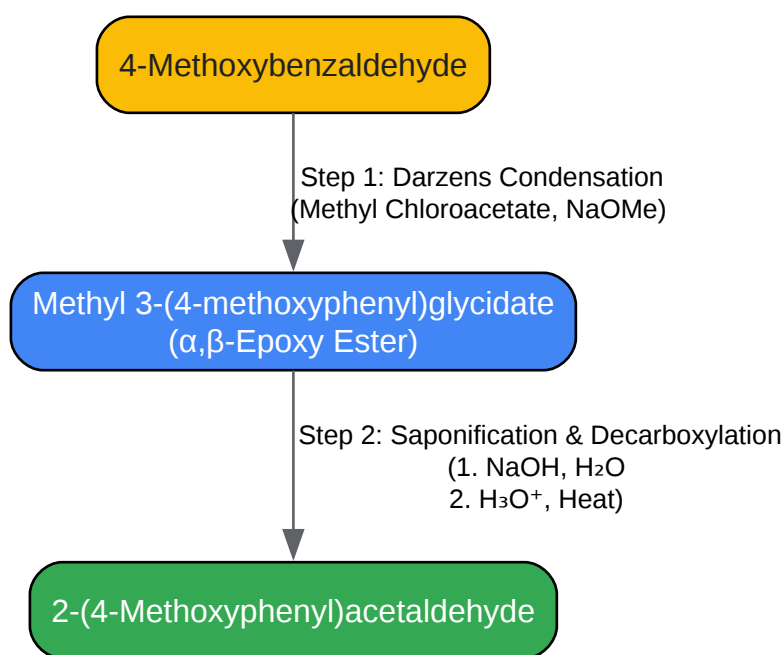 4-Methoxybenzaldehyde
Step 1: Darzens Condensation
(Methyl Chloroacetate, NaOMe)
Methyl 3-(4-methoxyphenyl)glycidate
(α,β-Epoxy Ester)
Step 2: Saponification & Decarboxylation
(1. NaOH, H₂O
2. H₃O⁺, Heat)
2-(4-Methoxyphenyl)acetaldehyde